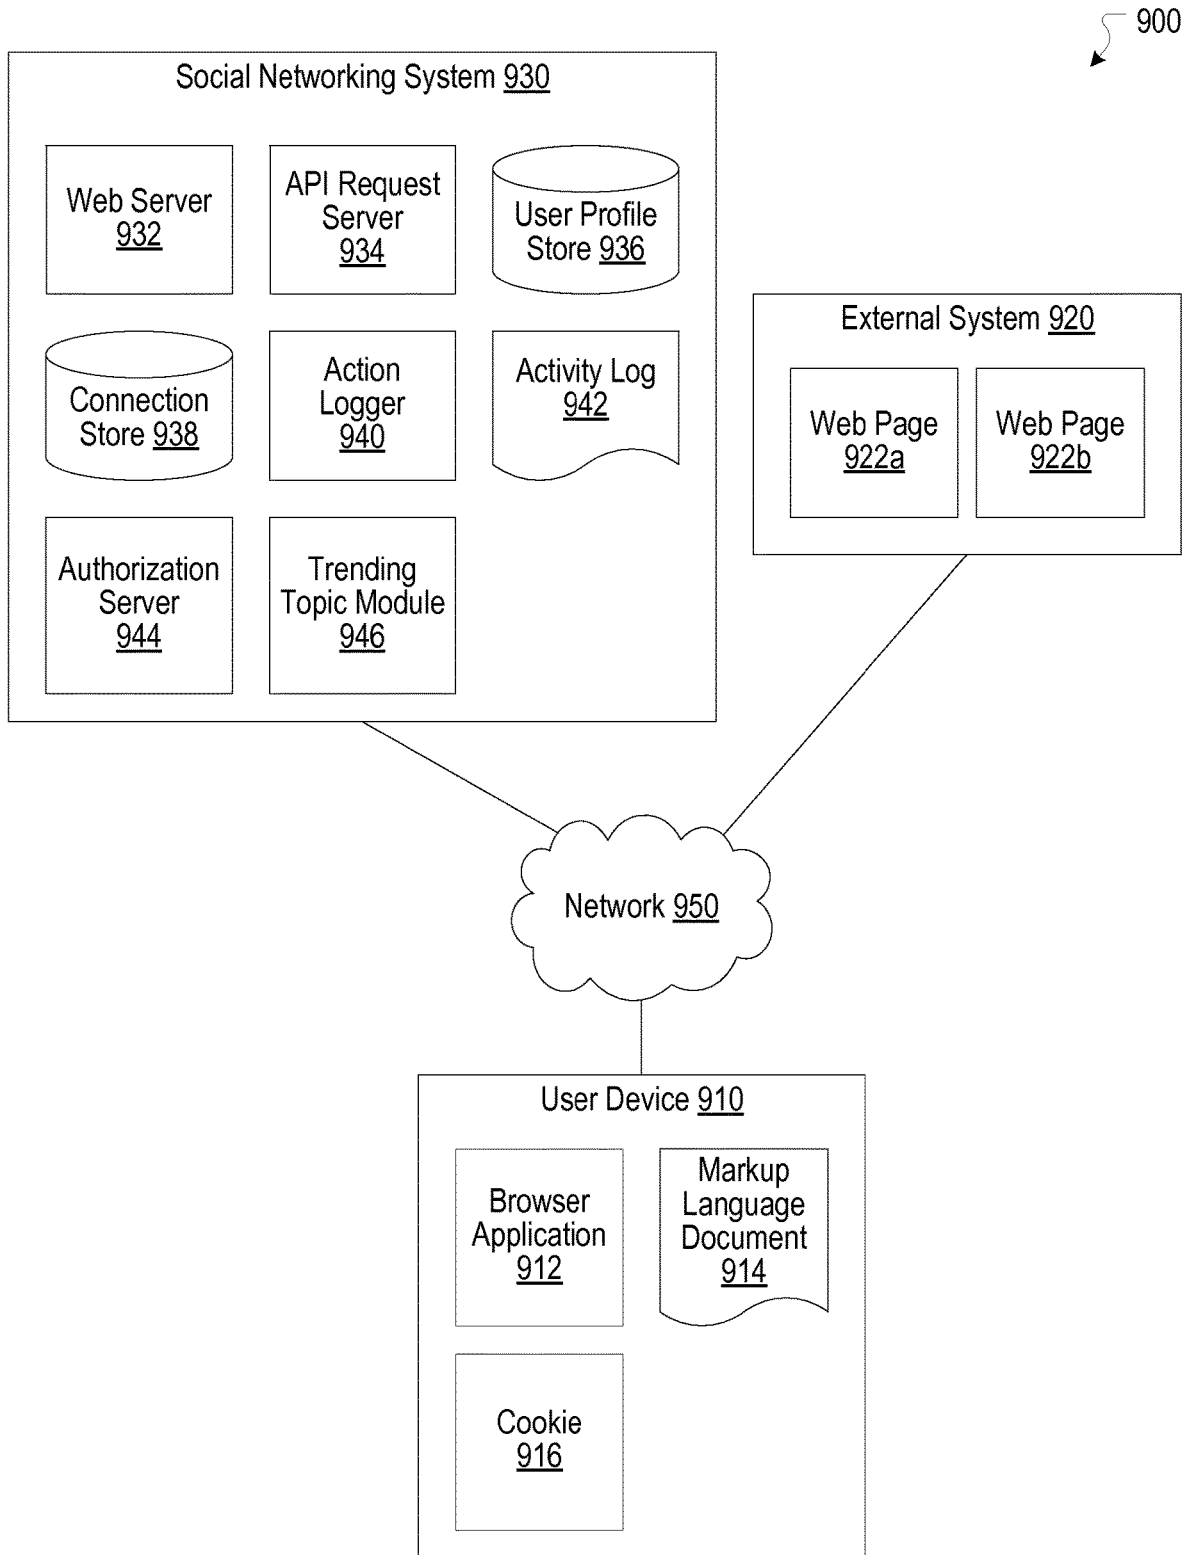 900
Social Networking System 930
Web Server
932
API Request
Server
934
User Profile
Store 936
Connection
Store 938
Action
Logger
940
Activity Log
942
Authorization
Server
944
Trending
Topic Module
946
External System 920
Web Page
922a
Web Page
922b
Network 950
User Device 910
Browser
Application
912
Markup
Language
Document
914
Cookie
916